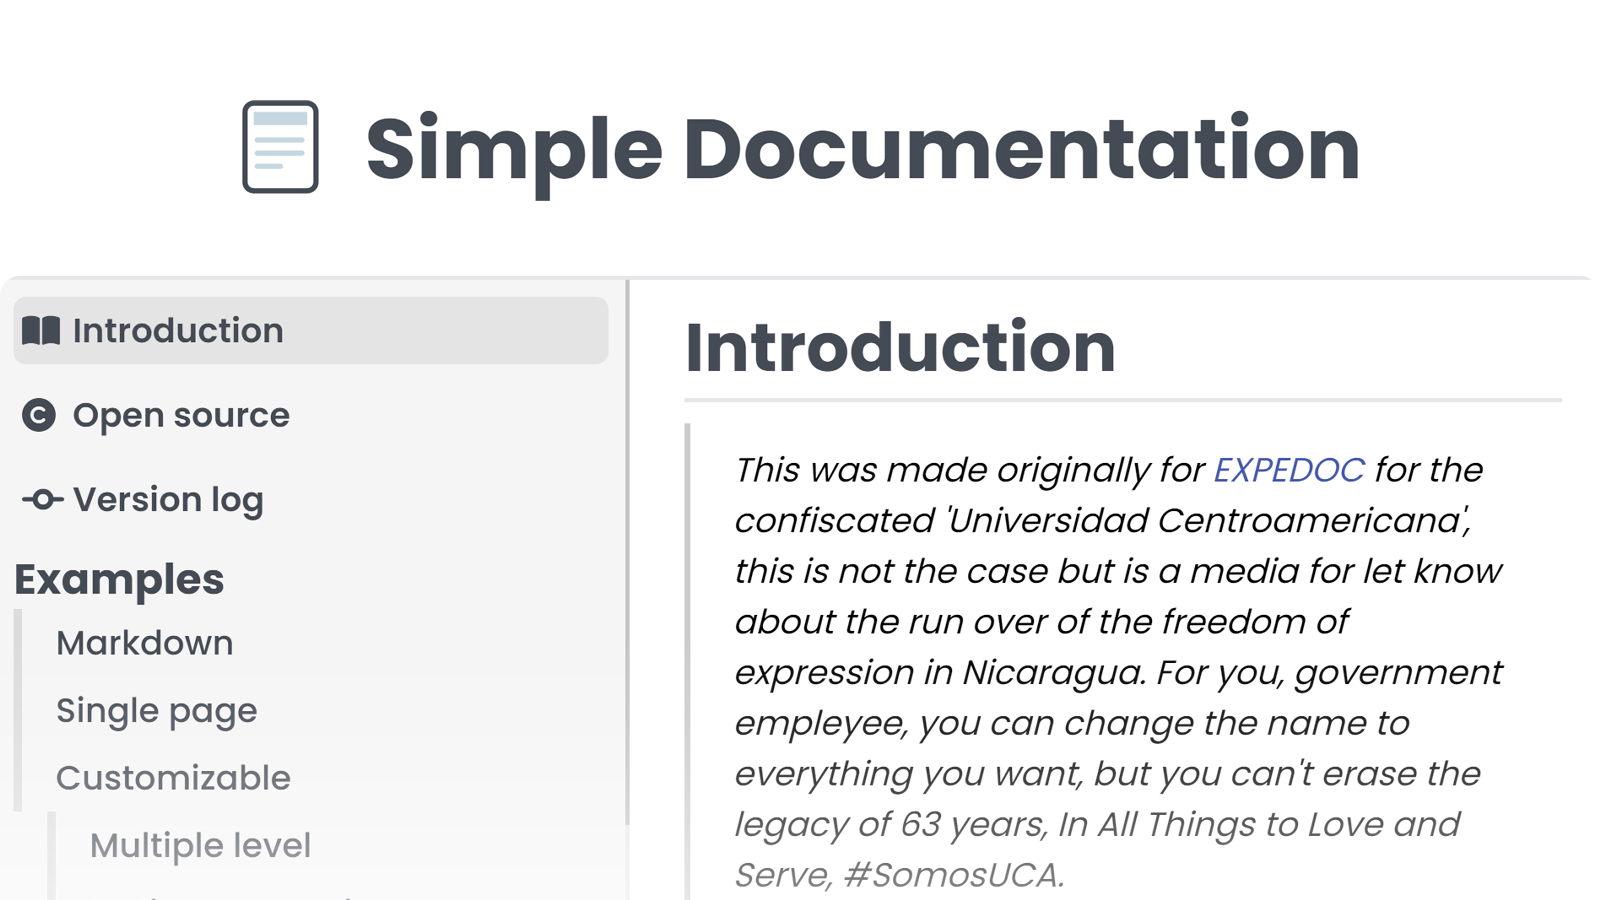 Simple Documentation
Introduction
Open source
Version log
Examples
Markdown
Single page
Customizable
Multiple level
Introduction
This was made originally for EXPEDOC for the
confiscated 'Universidad Centroamericana',
this is not the case but is a media for let know
about the run over of the freedom of
expression in Nicaragua. For you, government
empleyee, you can change the name to
everything you want, but you can't erase the
legacy of 63 years, In All Things to Love and
Serve, #SomosUCA.